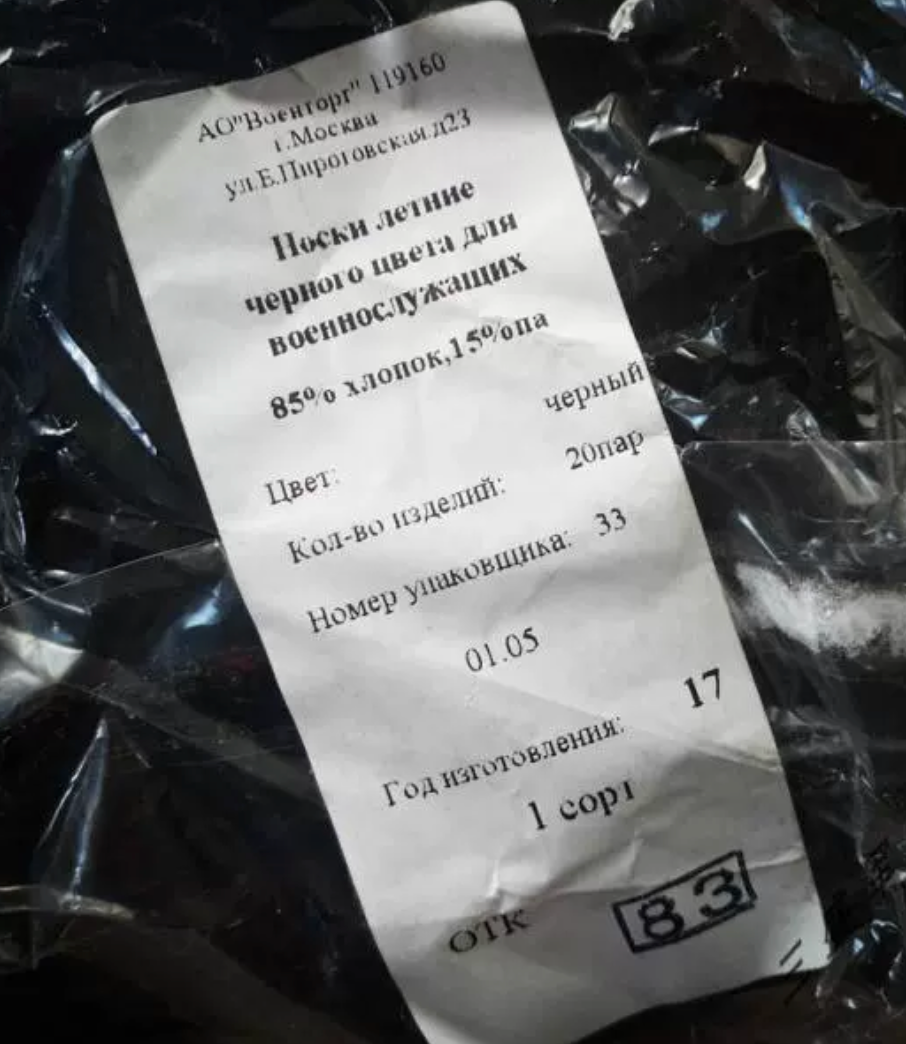 АО"Военторг" 119160
г.Москва
ул.Б.Пироговская.д23
Носки летние
черного цвета для
военнослужащих
85% хлопок,15%па
черный
Цвет:
20пар
Кол-во изделий:
Номер упаковщика: 33
01.05
17
Год изготовления:
1 сорт
ОТК 83